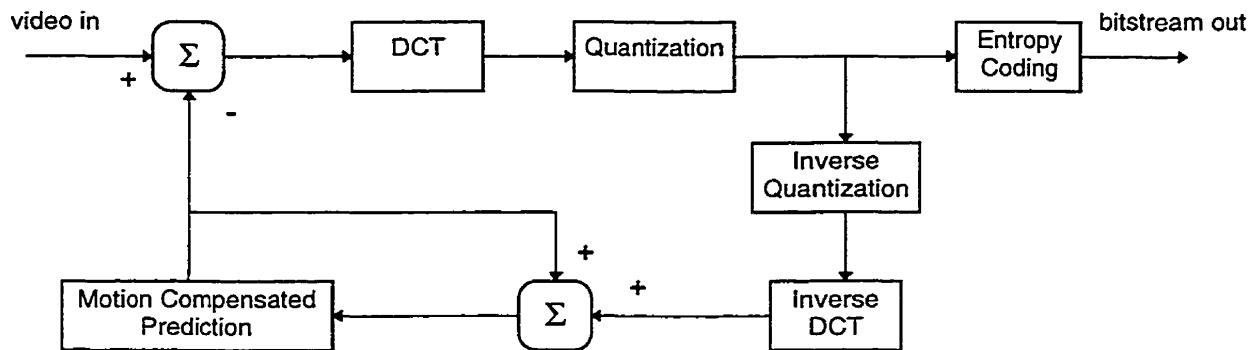 video in
bitstream out
Σ
DCT
Quantization
Entropy
Coding
+
-
Inverse
Quantization
+
+
Motion Compensated
Prediction
Σ
Inverse
DCT